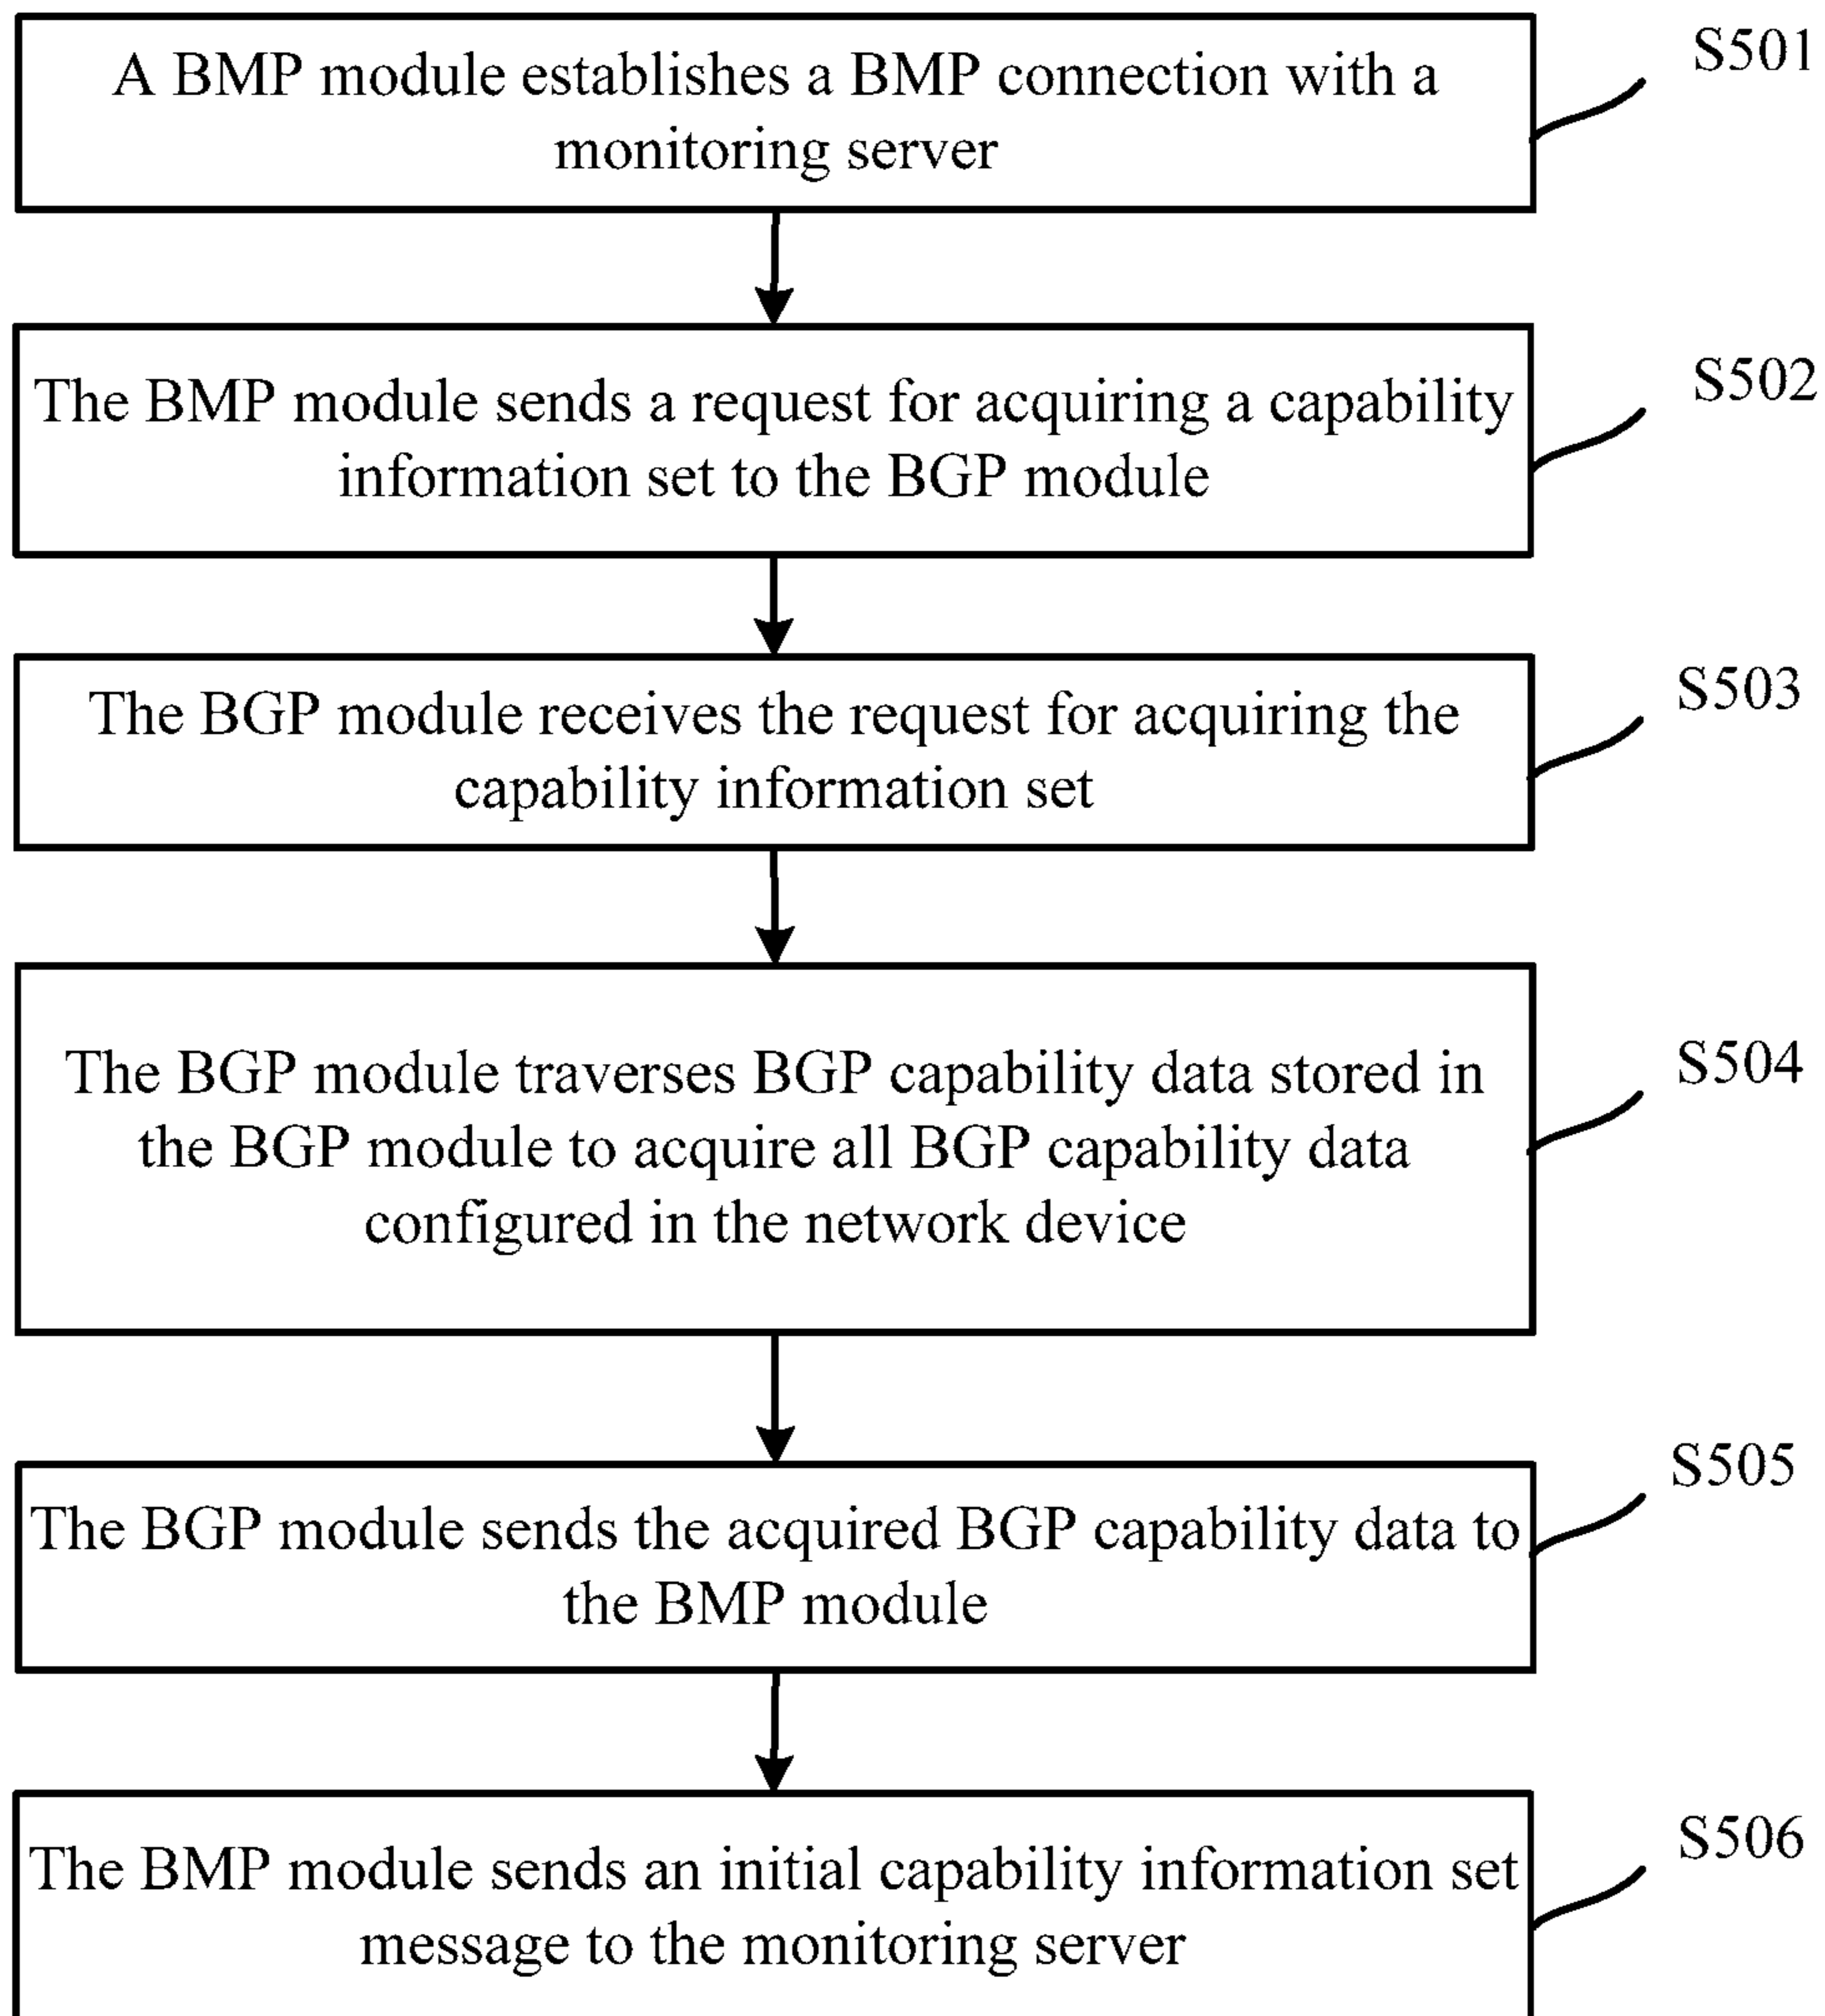 A BMP module establishes a BMP connection with a
monitoring server
S501
The BMP module sends a request for acquiring a capability
information set to the BGP module
S502
The BGP module receives the request for acquiring the
capability information set
S503
The BGP module traverses BGP capability data stored in
the BGP module to acquire all BGP capability data
configured in the network device
S504
The BGP module sends the acquired BGP capability data to
the BMP module
S505
The BMP module sends an initial capability information set
message to the monitoring server
S506